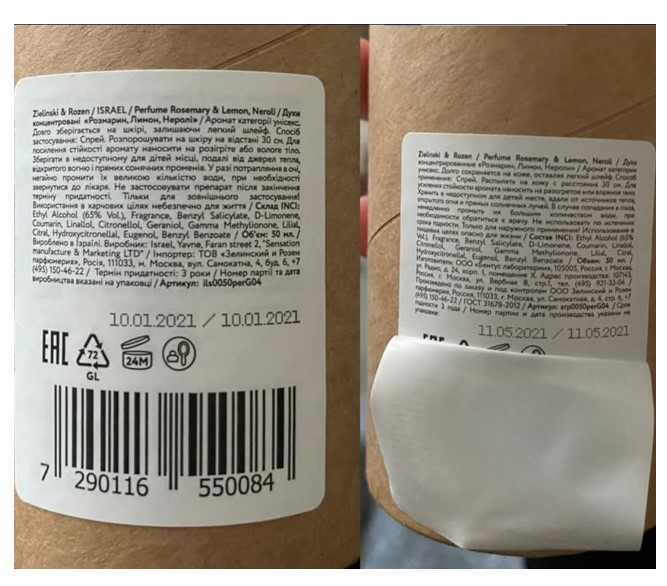 Zielinski & Rozen / ISRAEL / Perfume Rosemary & Lemon, Neroli / Духи
концентровані «Розмарин, Лимон, Неролі» / Аромат категорії унісекс.
Довго зберігається на шкірі, залишаючи легкий шлейф. Спосіб
застосування: Спрей. Розпорошувати на шкіру на відстані 30 см. Для
посилення стійкості аромату наносити на розігріте або вологе тіло.
Зберігати в недоступному для дітей місці, подалі від джерел тепла,
відкритого вогню і прямих сонячних променів. У разі потрапляння в очі,
негайно промити їх великою кількістю води, при необхідності
звернутися до лікаря. Не застосовувати препарат після закінчення
терміну придатності. Тільки для зовнішнього застосування!
Використання в харчових цілях небезпечно для життя / Склад INCI:
Ethyl Alcohol (65% Vol.), Fragrance, Benzyl Salicylate, D-Limonene,
Coumarin, Linalool, Citronellol, Geraniol, Gamma Methylionone, Lilial,
Citral, Hydroxycitronellal, Eugenol, Benzyl Benzoate / Об'єм: 50 мл. /
Вироблено в Ізраїлі. Виробник: Israel, Yavne, Faran street 2, "Sensation
manufacture & Marketing LTD" / Імпортер: ТОВ «Зелинский и Розен
парфюмерия», Росія, 111033, м. Москва, вул. Самокатна, 4, буд. 6, +7
(495) 150-46-22 / Термін придатності: 3 роки / Номер партії та дата
виробництва вказані на упаковці / Артикул: ils0050perG04
10.01.2021 / 10.01.2021
EAC
72
GL
24M
7 290116 550084
Zielinski & Rozen / Perfume Rosemary & Lemon, Neroli / Духи
концентрированные «Розмарин, Лимон, Нероли» / Аромат категории
унисекс. Долго сохраняется на коже, оставляя легкий шлейф. Способ
применения: Спрей. Распылять на кожу с расстояния 30 см. Для
усиления стойкости аромата наносить на разогретое или влажное тело.
Хранить в недоступном для детей месте, вдали от источников тепла,
открытого огня и прямых солнечных лучей. В случае попадания в глаза,
немедленно промыть их большим количеством воды, при
необходимости обратиться к врачу. Не использовать по истечении
срока годности. Только для наружного применения! Использование в
пищевых целях опасно для жизни / Состав INCI: Ethyl Alcohol (65%
Vol.), Fragrance, Benzyl Salicylate, D-Limonene, Coumarin, Linalool,
Citronellol, Geraniol, Gamma Methylionone, Lilial, Citral,
Hydroxycitronellal, Eugenol, Benzyl Benzoate / Объем: 50 мл. /
Изготовитель: ООО «Бентус лаборатории», 105005, Россия, г. Москва,
ул. Радио, д. 24, корп. 1, помещение X. Адрес производства: 107143,
Россия, г. Москва, ул. Вербная 8, стр.1, тел. (495) 921-33-04 /
Произведено по заказу и под контролем ООО Зелинский и Розен
парфюмерия, Россия, 111033, г. Москва, ул. Самокатная, д. 4, стр. 6, +7
(495) 150-46-22 / ГОСТ 31678-2012 / Артикул: zrp0050perG04 / Срок
годности 3 года / Номер партии и дата производства указаны на
упаковке:
11.05.2021 / 11.05.2021